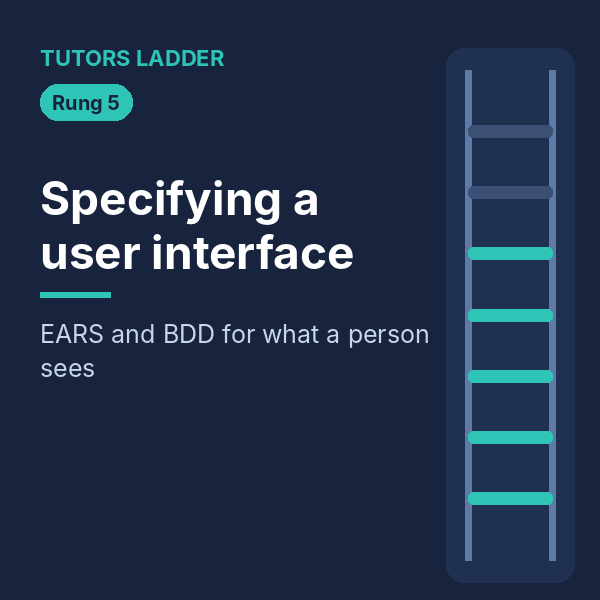 TUTORS LADDER
Rung 5
Specifying a
user interface
EARS and BDD for what a person
sees